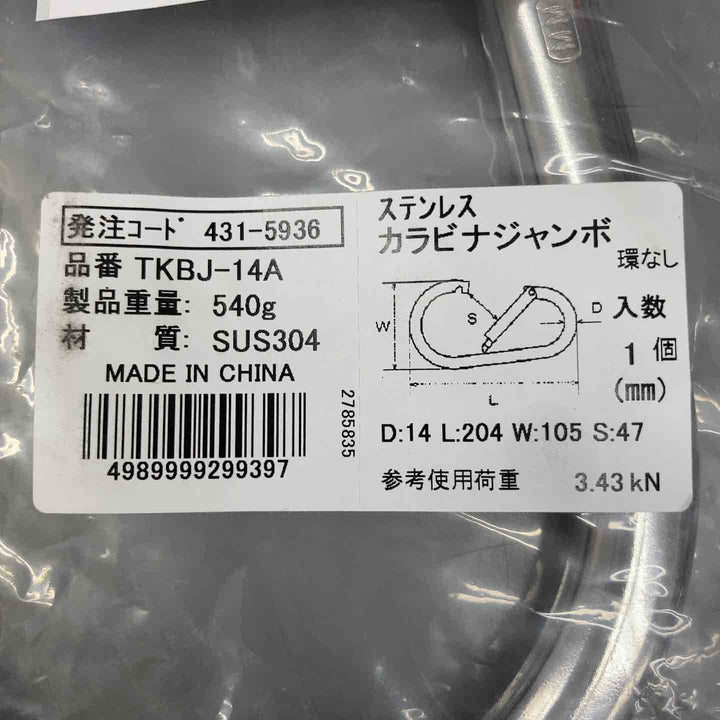 発注コード 431-5936
品番 TKBJ-14A
製品重量: 540g
材 質: SUS304
MADE IN CHINA
4989999299397
2785835
ステンレス
カラビナジャンボ
環なし
W
S
D
L
入数
1個
(mm)
D:14 L:204 W:105 S:47
参考使用荷重 3.43kN